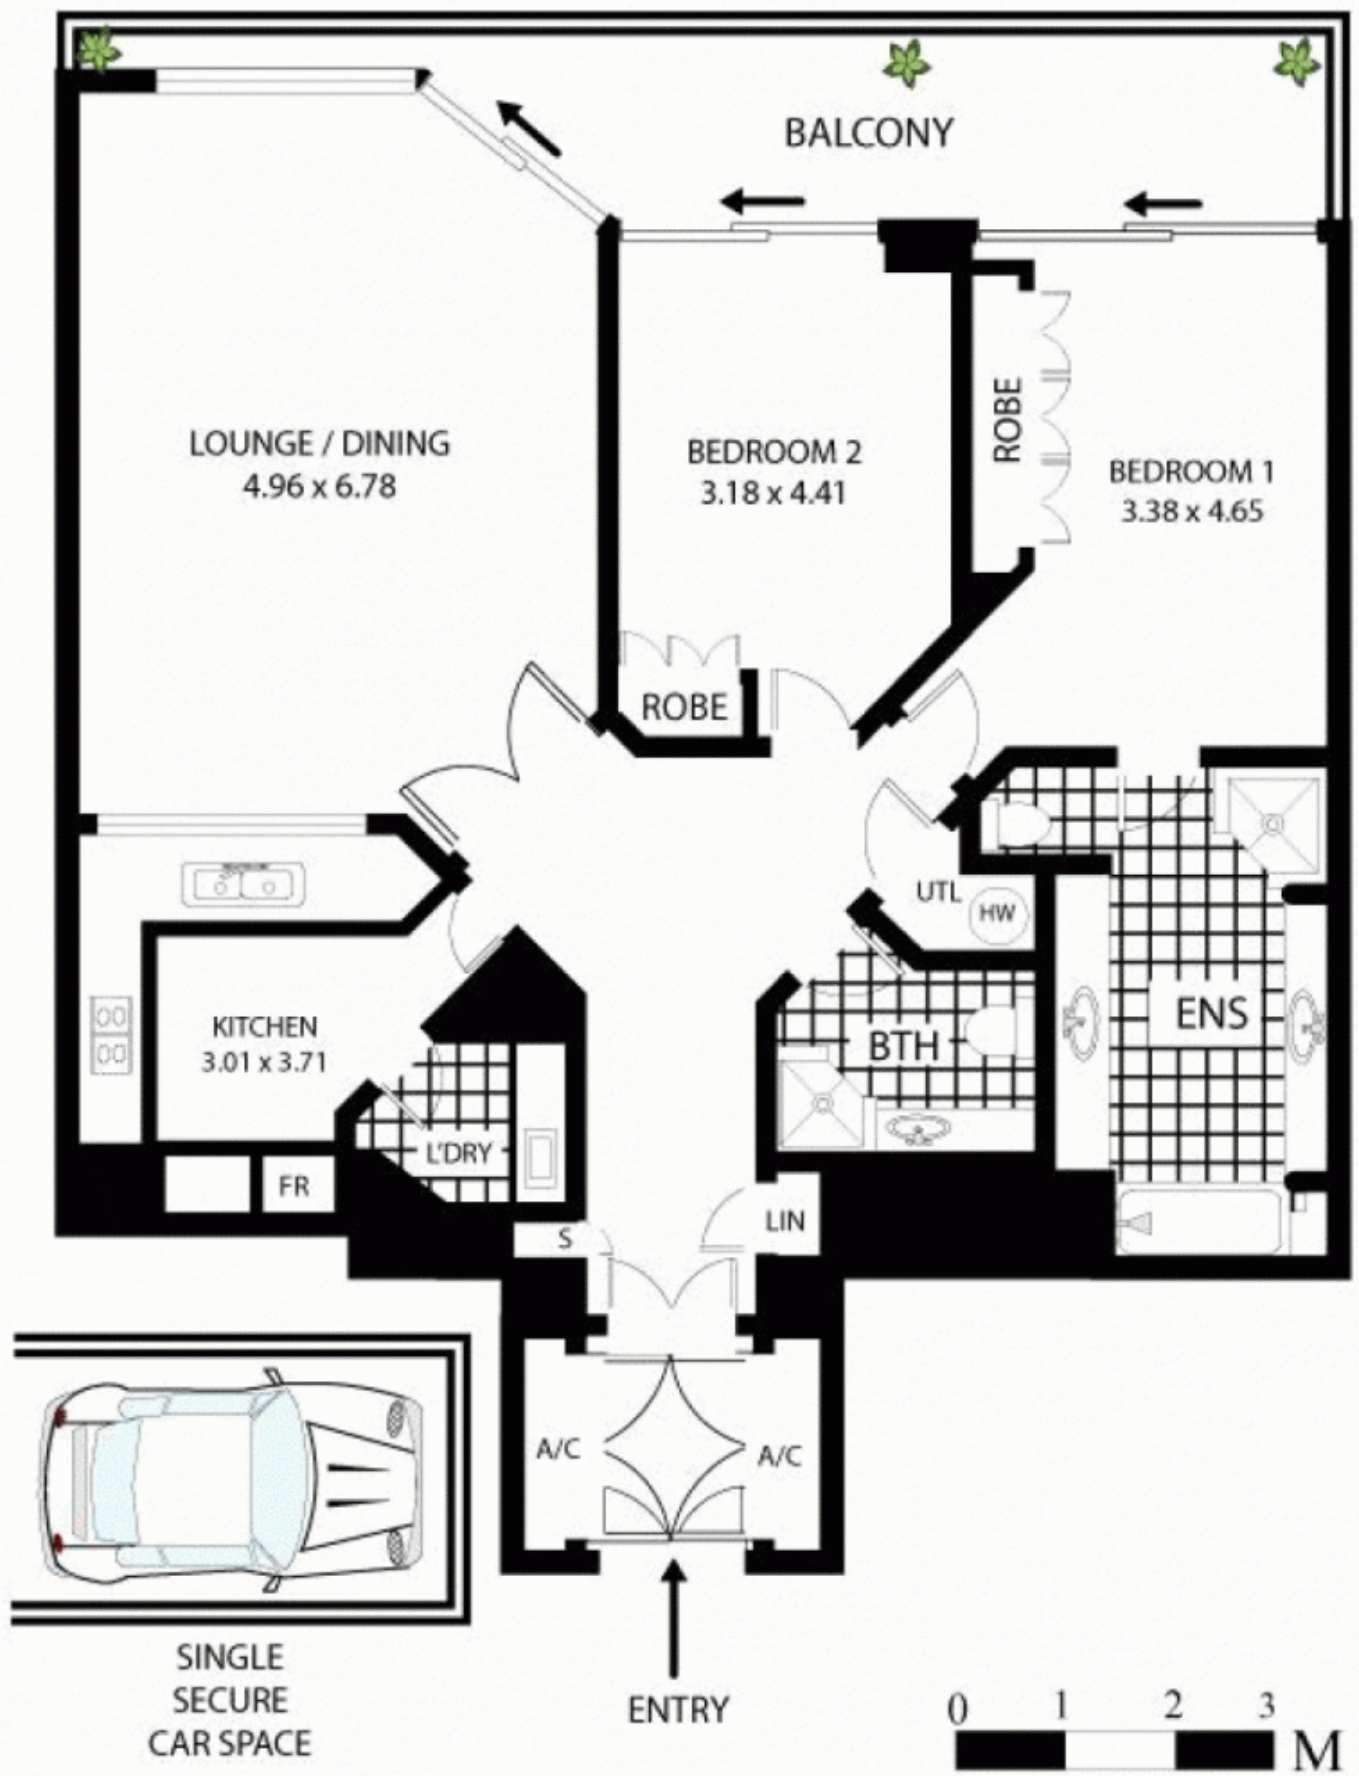 BALCONY
LOUNGE / DINING
4.96 x 6.78
BEDROOM 2
3.18 x 4.41
ROBE
BEDROOM 1
3.38 x 4.65
ROBE
UTL
HW
KITCHEN
3.01 x 3.71
BTH
ENS
L'DRY
FR
S
LIN
A/C
A/C
SINGLE
SECURE
CAR SPACE
ENTRY
0 1 2 3
M